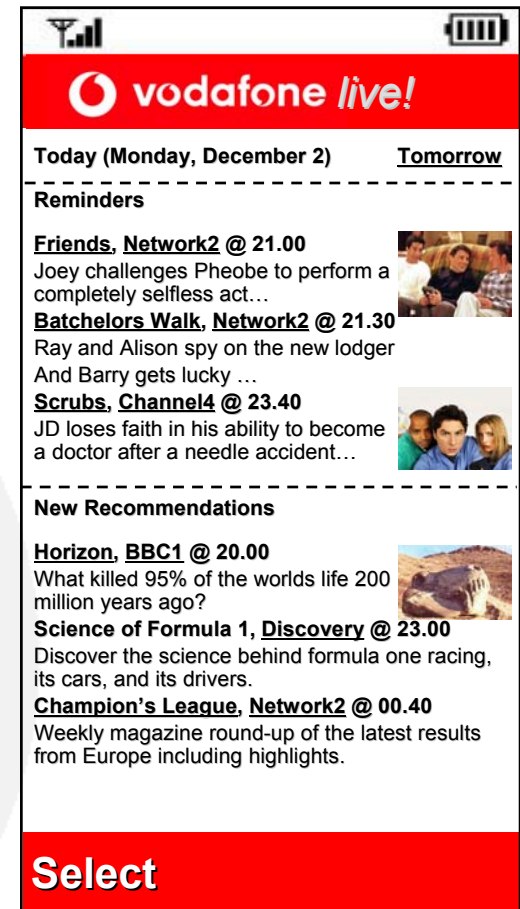 vodafone live!
Today (Monday, December 2) Tomorrow
Reminders
Friends, Network2 @ 21.00
Joey challenges Pheobe to perform a
completely selfless act…
Batchelors Walk, Network2 @ 21.30
Ray and Alison spy on the new lodger
And Barry gets lucky …
Scrubs, Channel4 @ 23.40
JD loses faith in his ability to become
a doctor after a needle accident…
New Recommendations
Horizon, BBC1 @ 20.00
What killed 95% of the worlds life 200
million years ago?
Science of Formula 1, Discovery @ 23.00
Discover the science behind formula one racing,
its cars, and its drivers.
Champion’s League, Network2 @ 00.40
Weekly magazine round-up of the latest results
from Europe including highlights.
Select